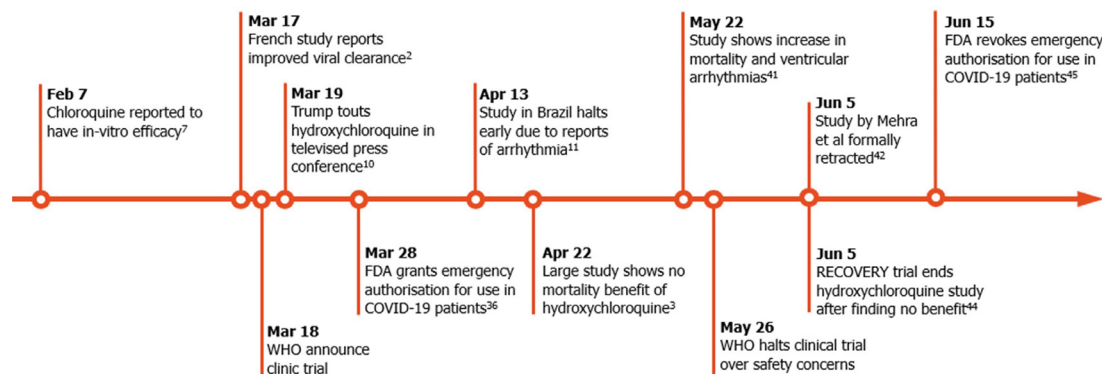 Feb 7
Chloroquine reported to
have in-vitro efficacy7
Mar 17
French study reports
improved viral clearance2
Mar 18
WHO announce
clinic trial
Mar 19
Trump touts
hydroxychloroquine in
televised press
conference10
Mar 28
FDA grants emergency
authorisation for use in
COVID-19 patients36
Apr 13
Study in Brazil halts
early due to reports
of arrhythmia11
Apr 22
Large study shows no
mortality benefit of
hydroxychloroquine3
May 22
Study shows increase in
mortality and ventricular
arrhythmias41
May 26
WHO halts clinical trial
over safety concerns
Jun 5
Study by Mehra
et al formally
retracted42
Jun 5
RECOVERY trial ends
hydroxychloroquine study
after finding no benefit44
Jun 15
FDA revokes emergency
authorisation for use in
COVID-19 patients45